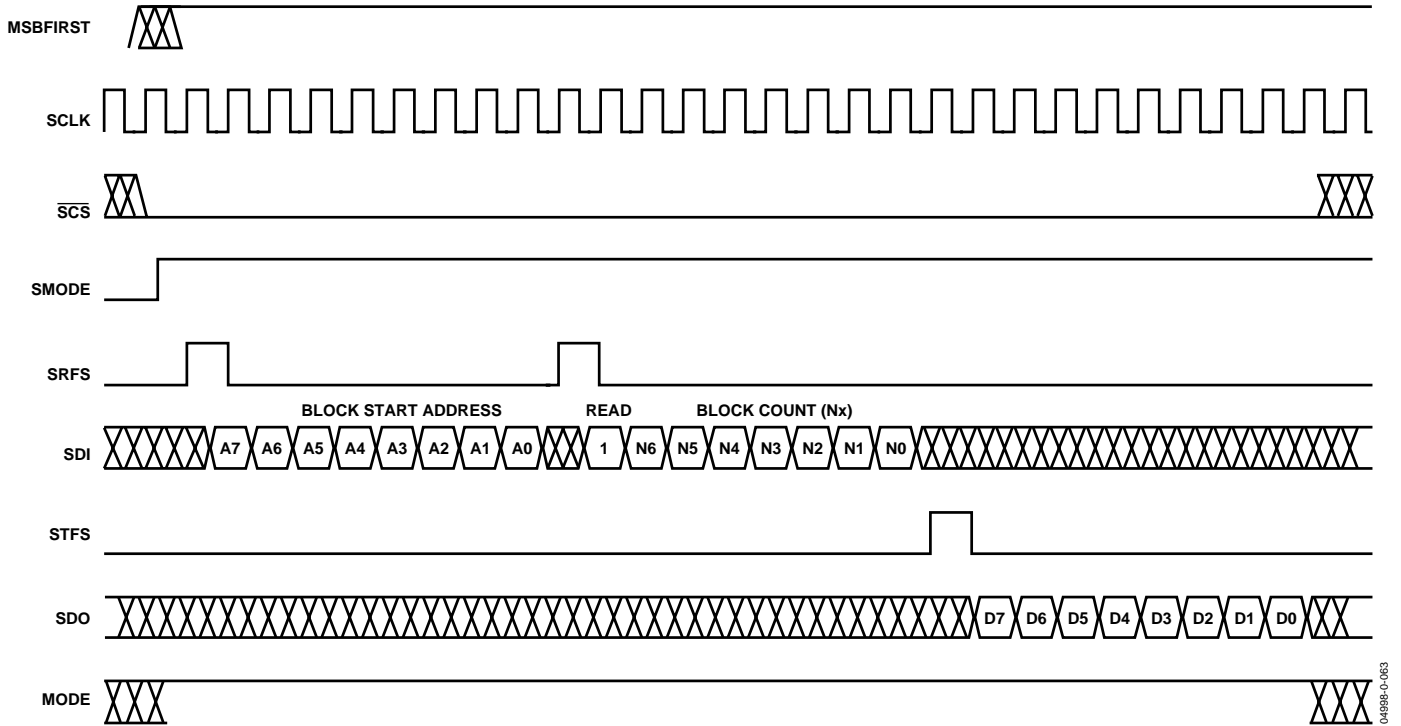 MSBFIRST
SCLK
SCS
SMODE
SRFS
BLOCK START ADDRESS READ BLOCK COUNT (Nx)
SDI A7 A6 A5 A4 A3 A2 A1 A0 1 N6 N5 N4 N3 N2 N1 N0
STFS
SDO D7 D6 D5 D4 D3 D2 D1 D0
MODE
04998-0-063